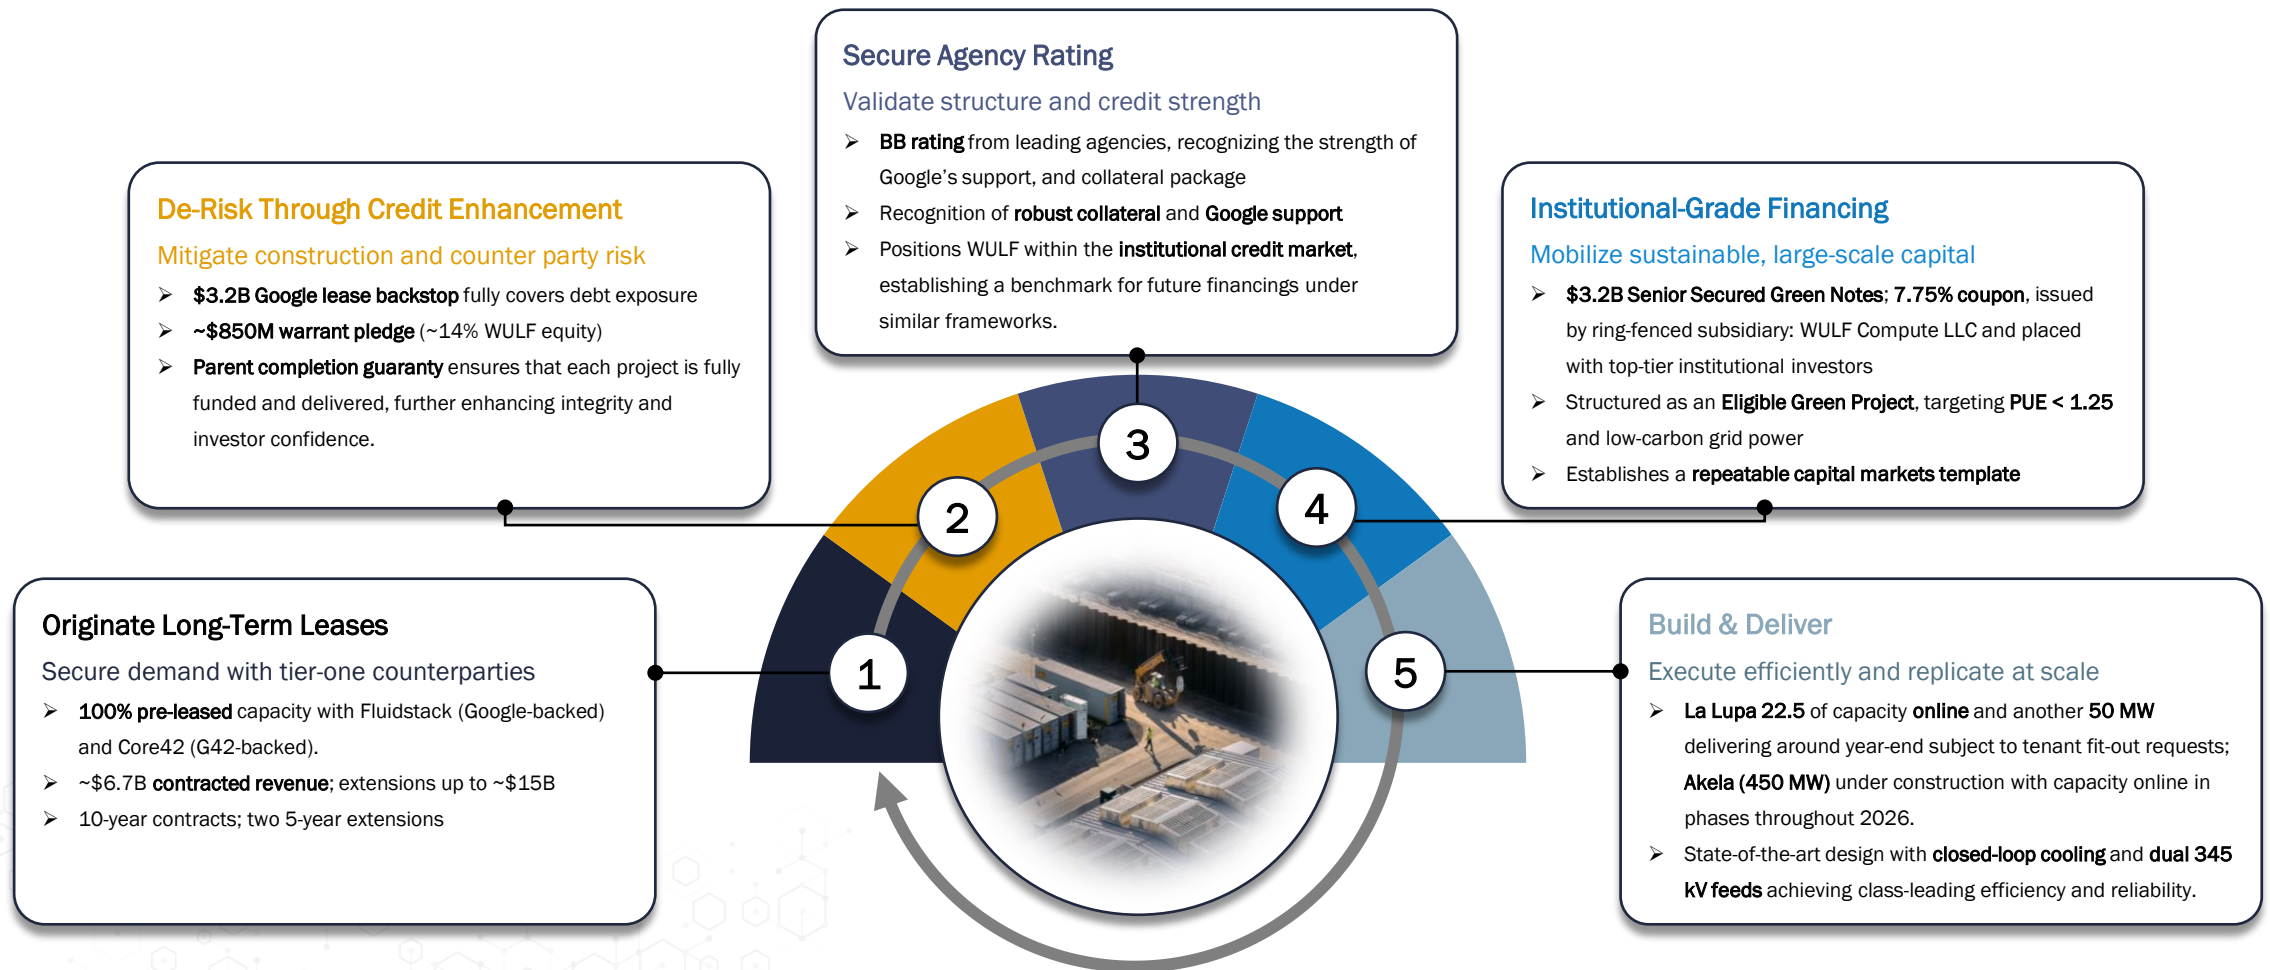 Originate Long-Term Leases
Secure demand with tier-one counterparties
➢ 100% pre-leased capacity with Fluidstack (Google-backed)
and Core42 (G42-backed).
➢ ~$6.7B contracted revenue; extensions up to ~$15B
➢ 10-year contracts; two 5-year extensions
1
De-Risk Through Credit Enhancement
Mitigate construction and counter party risk
➢ $3.2B Google lease backstop fully covers debt exposure
➢ ~$850M warrant pledge (~14% WULF equity)
➢ Parent completion guaranty ensures that each project is fully
funded and delivered, further enhancing integrity and
investor confidence.
2
Secure Agency Rating
Validate structure and credit strength
➢ BB rating from leading agencies, recognizing the strength of
Google’s support, and collateral package
➢ Recognition of robust collateral and Google support
➢ Positions WULF within the institutional credit market,
establishing a benchmark for future financings under
similar frameworks.
3
Institutional-Grade Financing
Mobilize sustainable, large-scale capital
➢ $3.2B Senior Secured Green Notes; 7.75% coupon, issued
by ring-fenced subsidiary: WULF Compute LLC and placed
with top-tier institutional investors
➢ Structured as an Eligible Green Project, targeting PUE < 1.25
and low-carbon grid power
➢ Establishes a repeatable capital markets template
4
Build & Deliver
Execute efficiently and replicate at scale
➢ La Lupa 22.5 of capacity online and another 50 MW
delivering around year-end subject to tenant fit-out requests;
Akela (450 MW) under construction with capacity online in
phases throughout 2026.
➢ State-of-the-art design with closed-loop cooling and dual 345
kV feeds achieving class-leading efficiency and reliability.
5